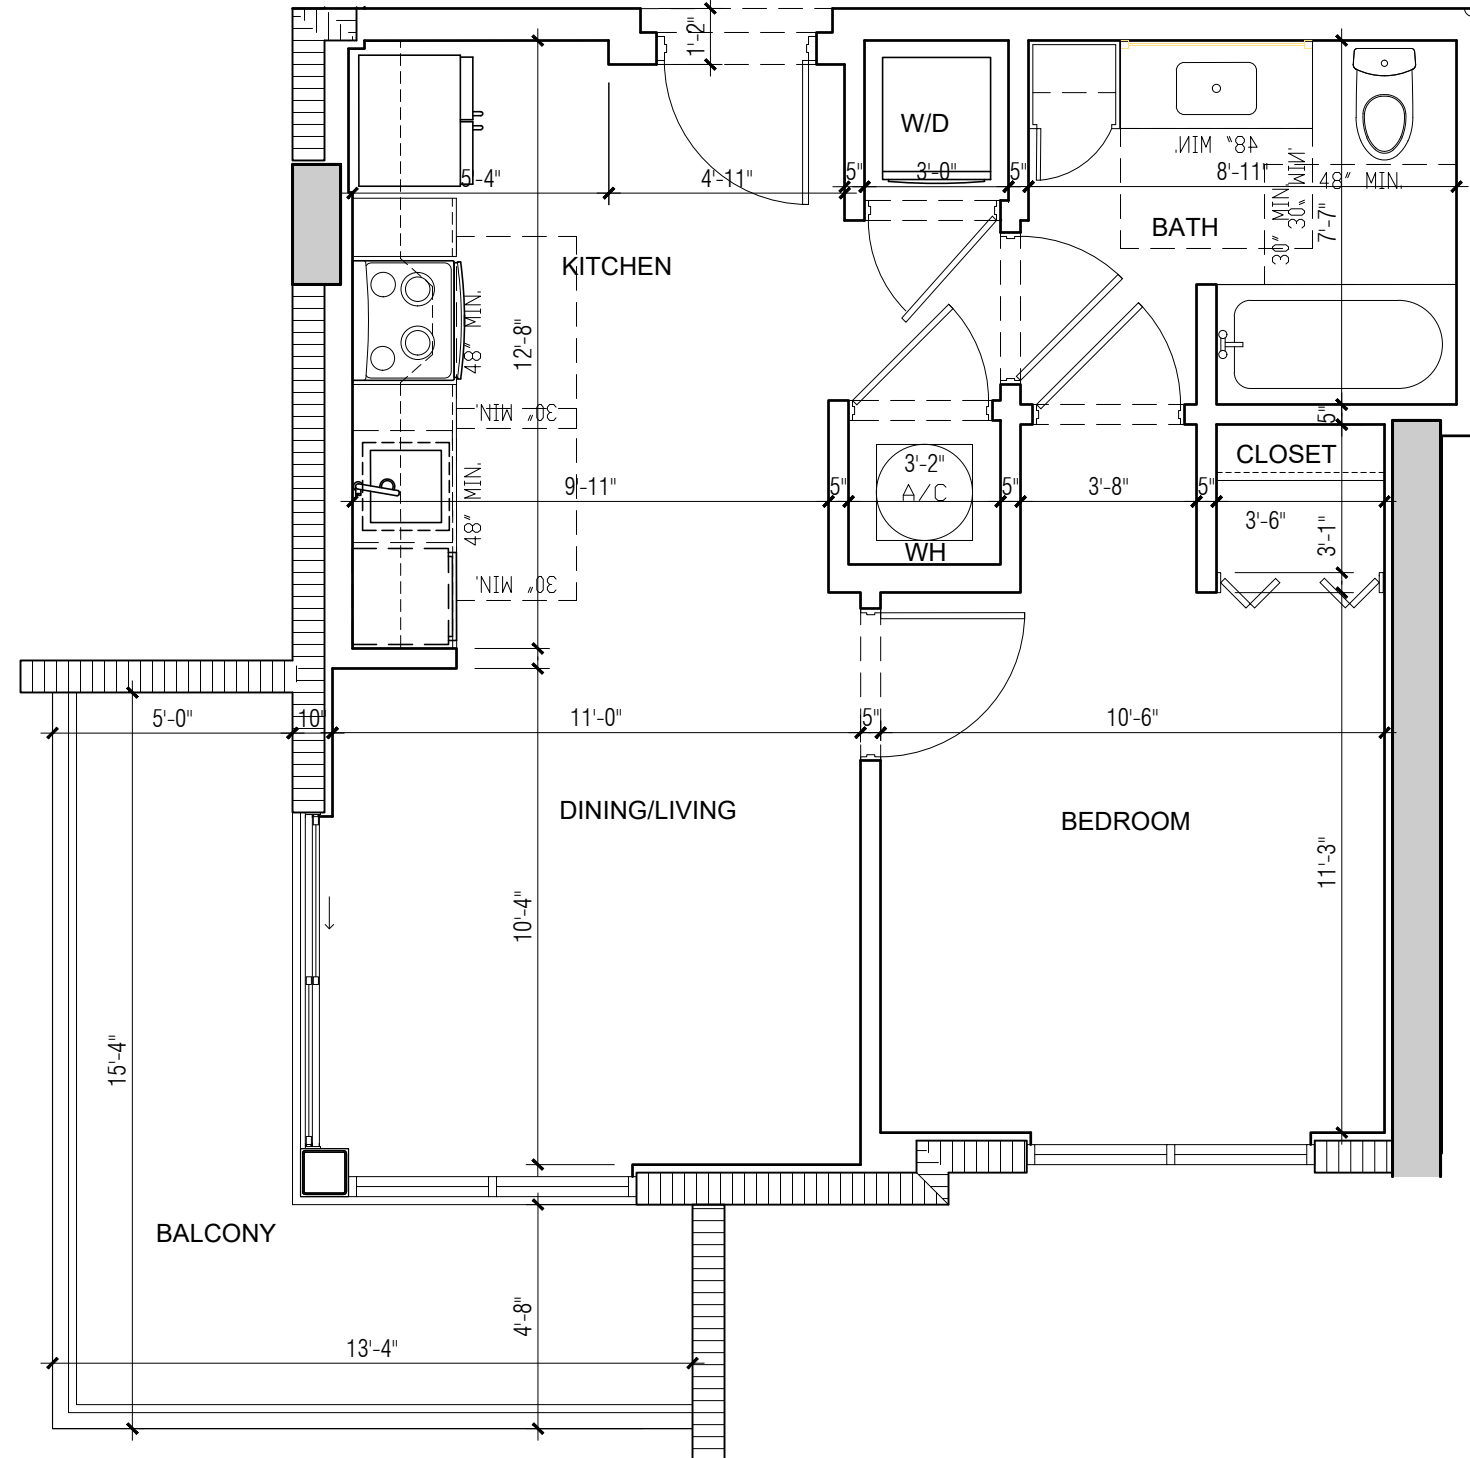 1'-2"
W/D
48" MIN.
5'-4"
4'-11"
5"
3'-0"
5"
8'-11"
48" MIN.
30" MIN.
30" MIN.
7'-7"
BATH
KITCHEN
48" MIN.
12'-8"
30" MIN.
5"
CLOSET
3'-2"
A/C
WH
48" MIN.
9'-11"
5"
5"
3'-8"
5"
3'-6"
3'-1"
30" MIN.
5'-0"
10"
11'-0"
5"
10'-6"
DINING/LIVING
BEDROOM
11'-3"
10'-4"
15'-4"
BALCONY
4'-8"
13'-4"